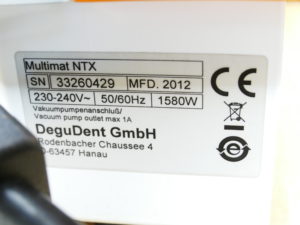 Multimat NTX
SN 33260429 MFD. 2012
230-240V~ 50/60Hz 1580W
Vakuumpumpenanschluß/
Vacuum pump outlet max 1A
DeguDent GmbH
Rodenbacher Chaussee 4
D-63457 Hanau
CE
e